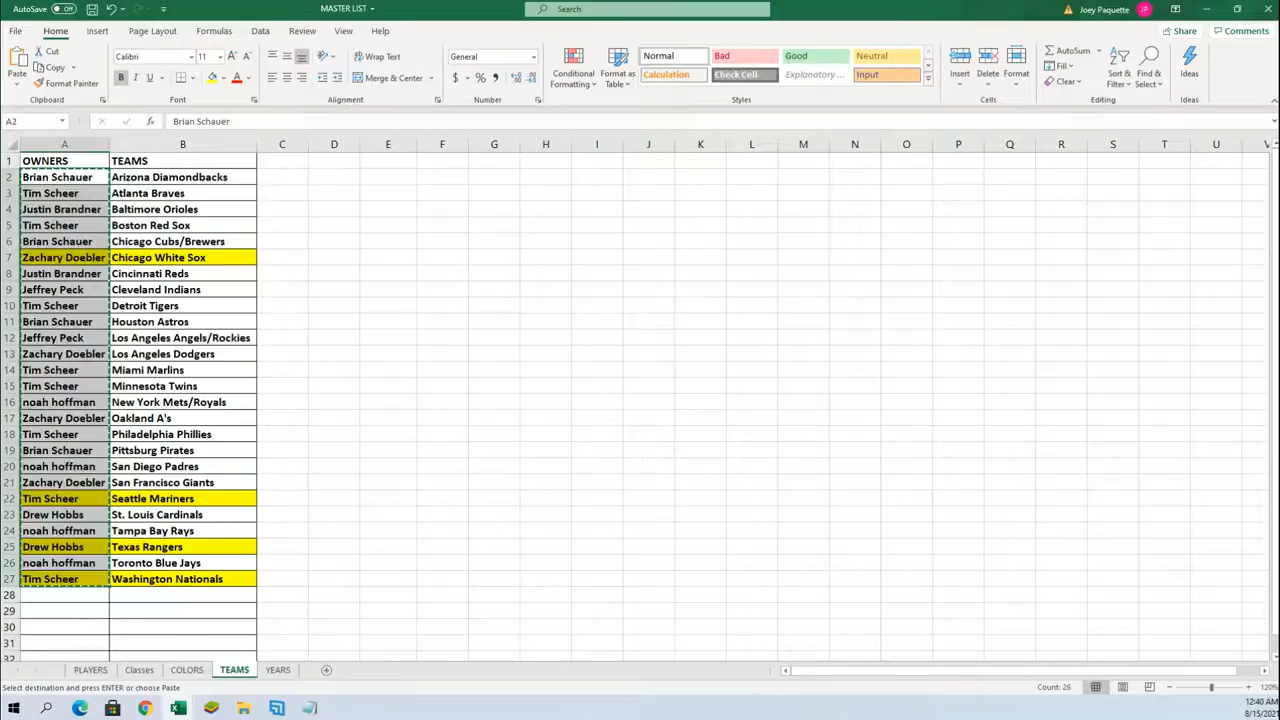 AutoSave Off MASTER LIST Search Joey Paquette JP
File Home Insert Page Layout Formulas Data Review View Help Share Comments
Cut Calibri 11 Wrap Text General Normal Bad Good Neutral AutoSum
Paste Copy Conditional Format as Insert Delete Format Fill Sort & Find & Ideas
Format Painter B I U Merge & Center $ % Formatting Table Calculation Check Cell Explanatory ... Input Clear Filter Select
Clipboard Font Alignment Number Styles Cells Editing Ideas
A2 fx Brian Schauer
A B C D E F G H I J K L M N O P Q R S T U V
1 OWNERS TEAMS
2 Brian Schauer Arizona Diamondbacks
3 Tim Scheer Atlanta Braves
4 Justin Brandner Baltimore Orioles
5 Tim Scheer Boston Red Sox
6 Brian Schauer Chicago Cubs/Brewers
7 Zachary Doebler Chicago White Sox
8 Justin Brandner Cincinnati Reds
9 Jeffrey Peck Cleveland Indians
10 Tim Scheer Detroit Tigers
11 Brian Schauer Houston Astros
12 Jeffrey Peck Los Angeles Angels/Rockies
13 Zachary Doebler Los Angeles Dodgers
14 Tim Scheer Miami Marlins
15 Tim Scheer Minnesota Twins
16 noah hoffman New York Mets/Royals
17 Zachary Doebler Oakland A's
18 Tim Scheer Philadelphia Phillies
19 Brian Schauer Pittsburg Pirates
20 noah hoffman San Diego Padres
21 Zachary Doebler San Francisco Giants
22 Tim Scheer Seattle Mariners
23 Drew Hobbs St. Louis Cardinals
24 noah hoffman Tampa Bay Rays
25 Drew Hobbs Texas Rangers
26 noah hoffman Toronto Blue Jays
27 Tim Scheer Washington Nationals
28
29
30
31
32
PLAYERS Classes COLORS TEAMS YEARS
Select destination and press ENTER or choose Paste Count: 26 120%
12:40 AM